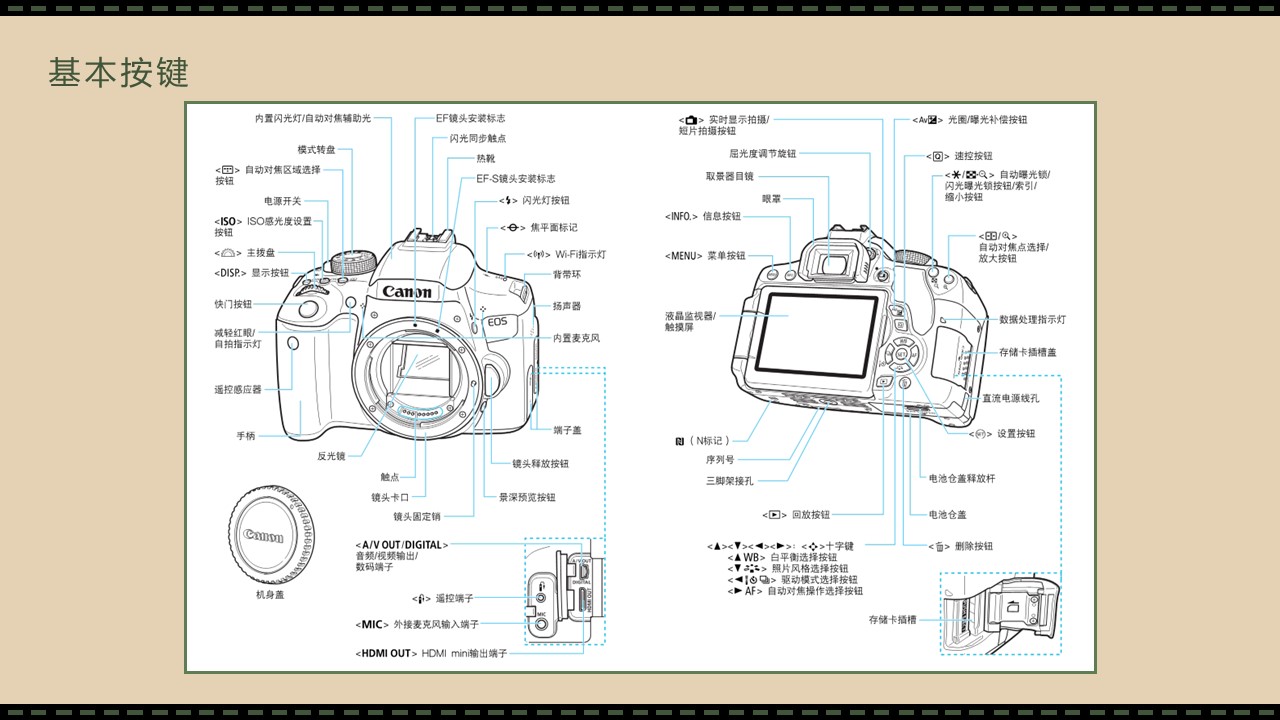 基本按键
内置闪光灯/自动对焦辅助光
模式转盘
< > 自动对焦区域选择
按钮
电源开关
<ISO> ISO感光度设置
按钮
< > 主拨盘
<DISP.> 显示按钮
快门按钮
减轻红眼/
自拍指示灯
遥控感应器
手柄
反光镜
EF镜头安装标志
闪光同步触点
热靴
EF-S镜头安装标志
< > 闪光灯按钮
< > 焦平面标记
< > Wi-Fi指示灯
背带环
扬声器
内置麦克风
端子盖
镜头释放按钮
景深预览按钮
触点
镜头卡口
镜头固定销
Canon
EOS
Canon
机身盖
<A/V OUT/DIGITAL>
音频/视频输出/
数码端子
< > 遥控端子
<MIC> 外接麦克风输入端子
<HDMI OUT> HDMI mini输出端子
A/V OUT
DIGITAL
HDMI OUT
MIC
< > 实时显示拍摄/
短片拍摄按钮
屈光度调节旋钮
取景器目镜
眼罩
<INFO.> 信息按钮
<MENU> 菜单按钮
液晶监视器/
触摸屏
(N标记)
序列号
三脚架接孔
< > 回放按钮
<▲><▼><◀><▶>: < >十字键
<▲ WB> 白平衡选择按钮
<▼ > 照片风格选择按钮
<◀ > 驱动模式选择按钮
<▶ AF> 自动对焦操作选择按钮
<Av > 光圈/曝光补偿按钮
<Q> 速控按钮
< / > 自动曝光锁/
闪光曝光锁按钮/索引/
缩小按钮
< / >
自动对焦点选择/
放大按钮
数据处理指示灯
存储卡插槽盖
直流电源线孔
<SET> 设置按钮
电池仓盖释放杆
电池仓盖
< > 删除按钮
存储卡插槽
WB
AF
SET